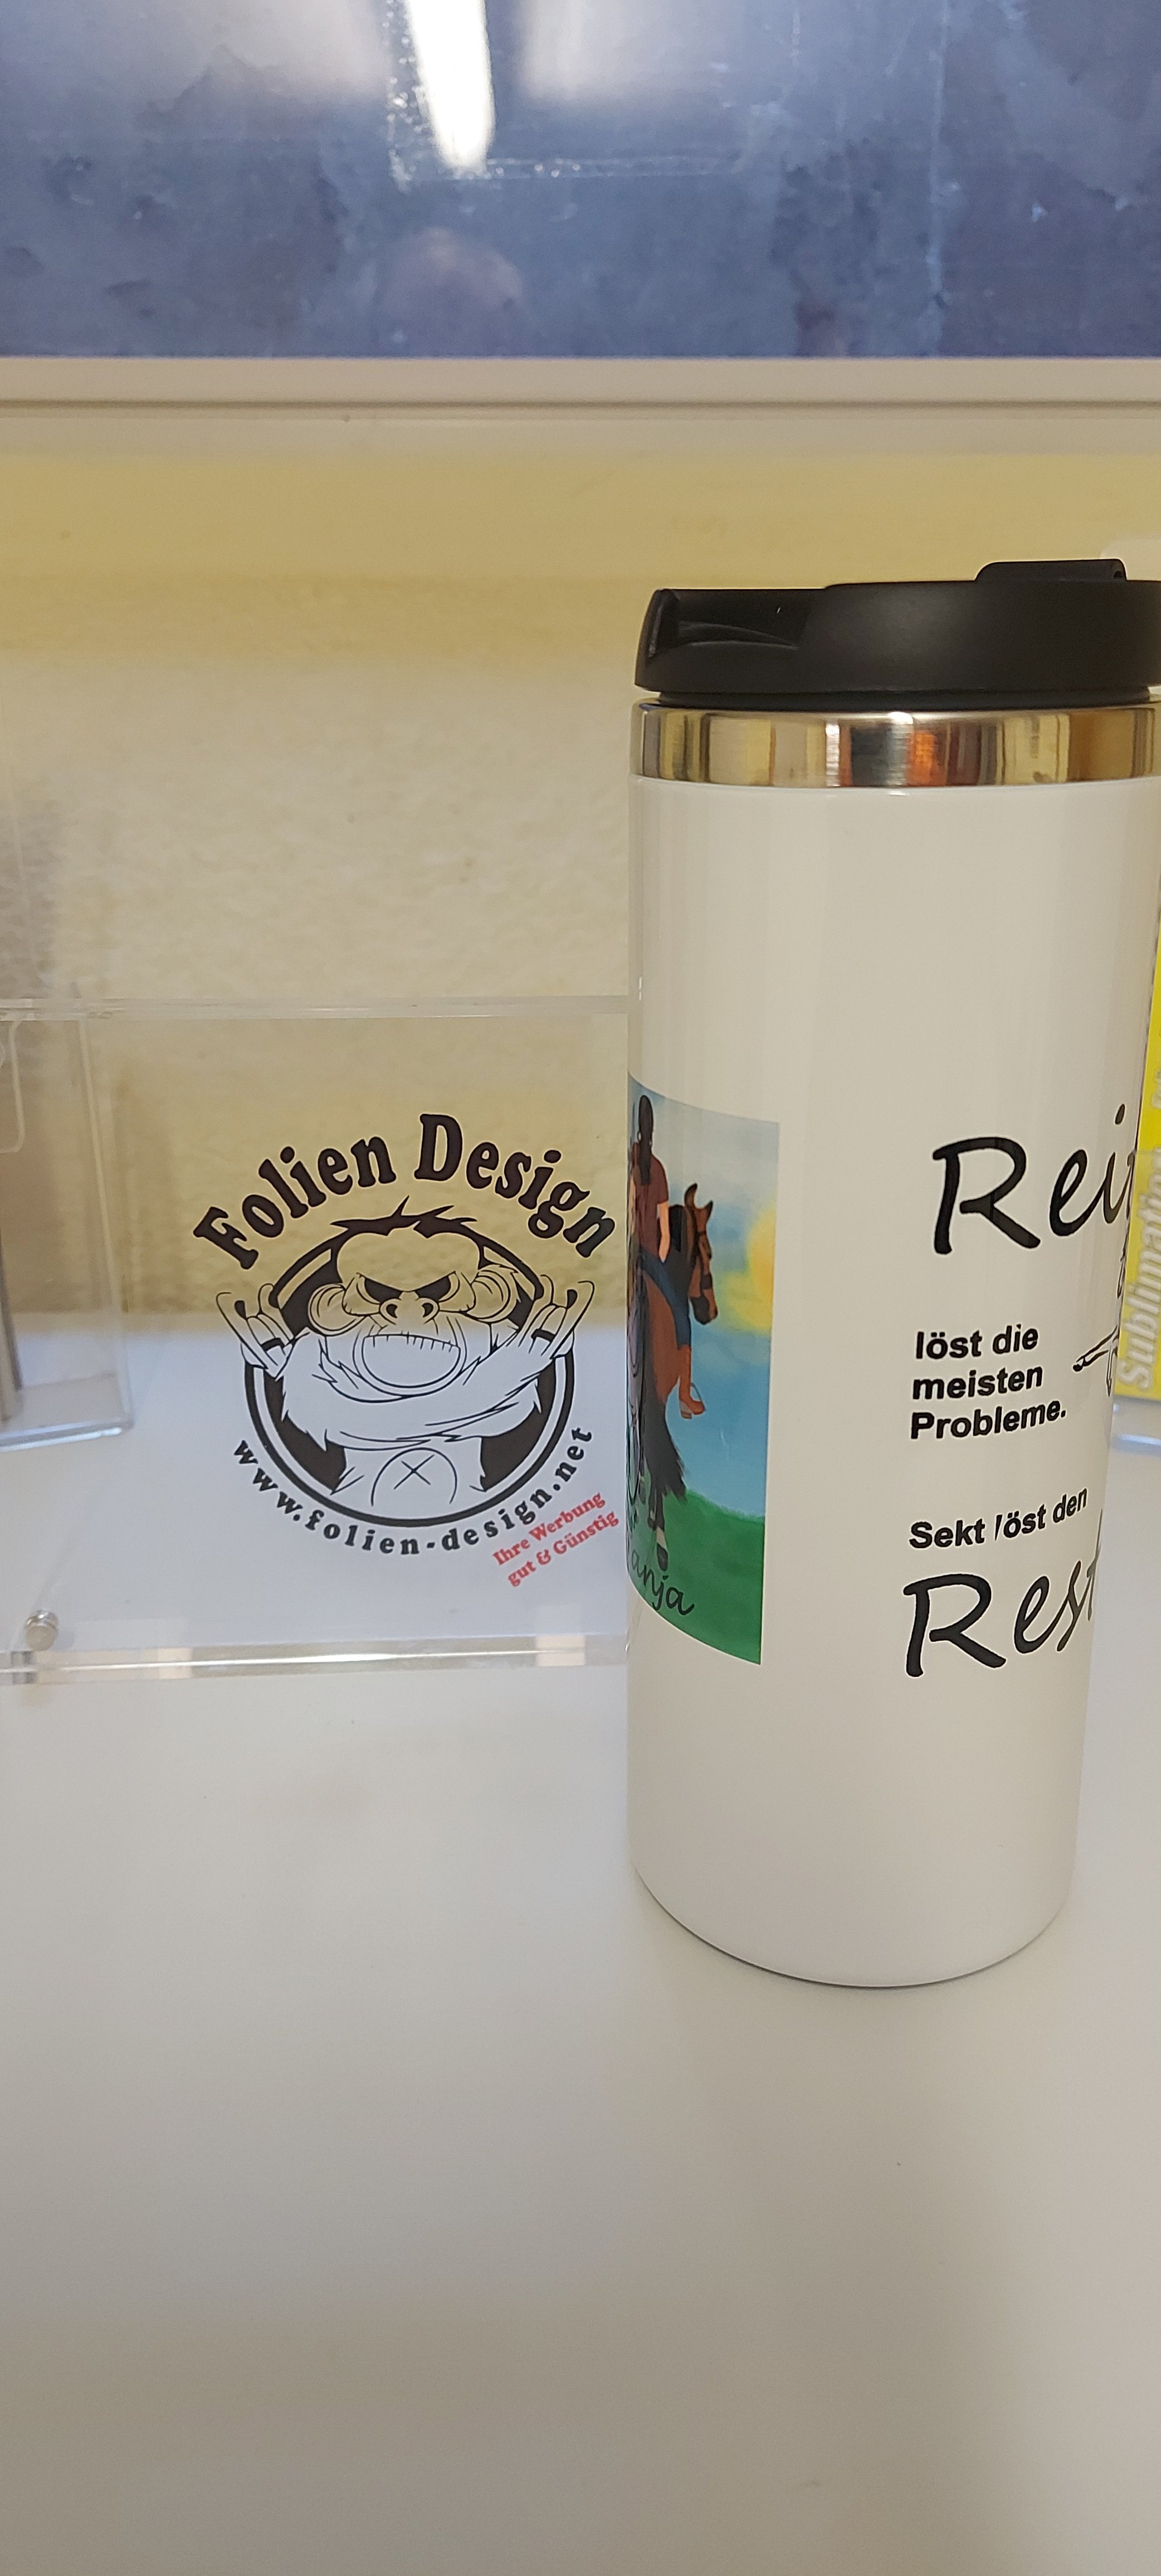 Folien Design
www.folien-design.net
Ihre Werbung
gut & Günstig
anja
Rei
löst die
meisten
Probleme.
Sekt löst den
Rest
Sublimation